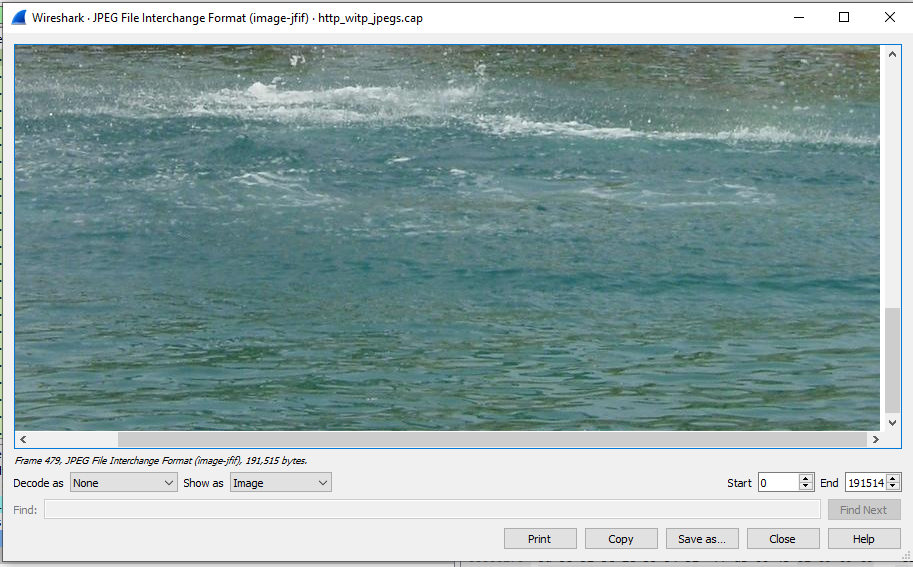 Wireshark · JPEG File Interchange Format (image-jfif) · http_witp_jpegs.cap
Frame 479, JPEG File Interchange Format (image-jfif), 191,515 bytes.
Decode as None Show as Image Start 0 End 191514
Find: Find Next
Print Copy Save as... Close Help